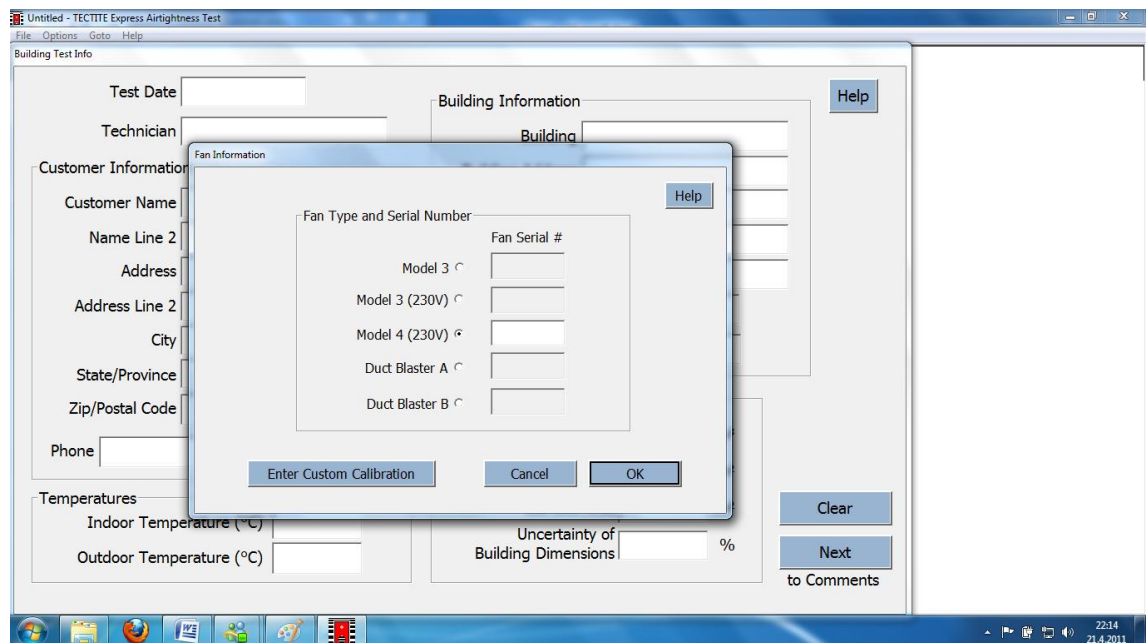 Untitled - TECTITE Express Airtightness Test
File Options Goto Help
Building Test Info
Test Date
Technician
Customer Information
Customer Name
Name Line 2
Address
Address Line 2
City
State/Province
Zip/Postal Code
Phone
Temperatures
Indoor Temperature (°C)
Outdoor Temperature (°C)
Building Information
Building
Help
Fan Information
Help
Fan Type and Serial Number
Fan Serial #
Model 3
Model 3 (230V)
Model 4 (230V)
Duct Blaster A
Duct Blaster B
Enter Custom Calibration
Cancel
OK
Uncertainty of
Building Dimensions
%
Clear
Next
to Comments
22:14
21.4.2011